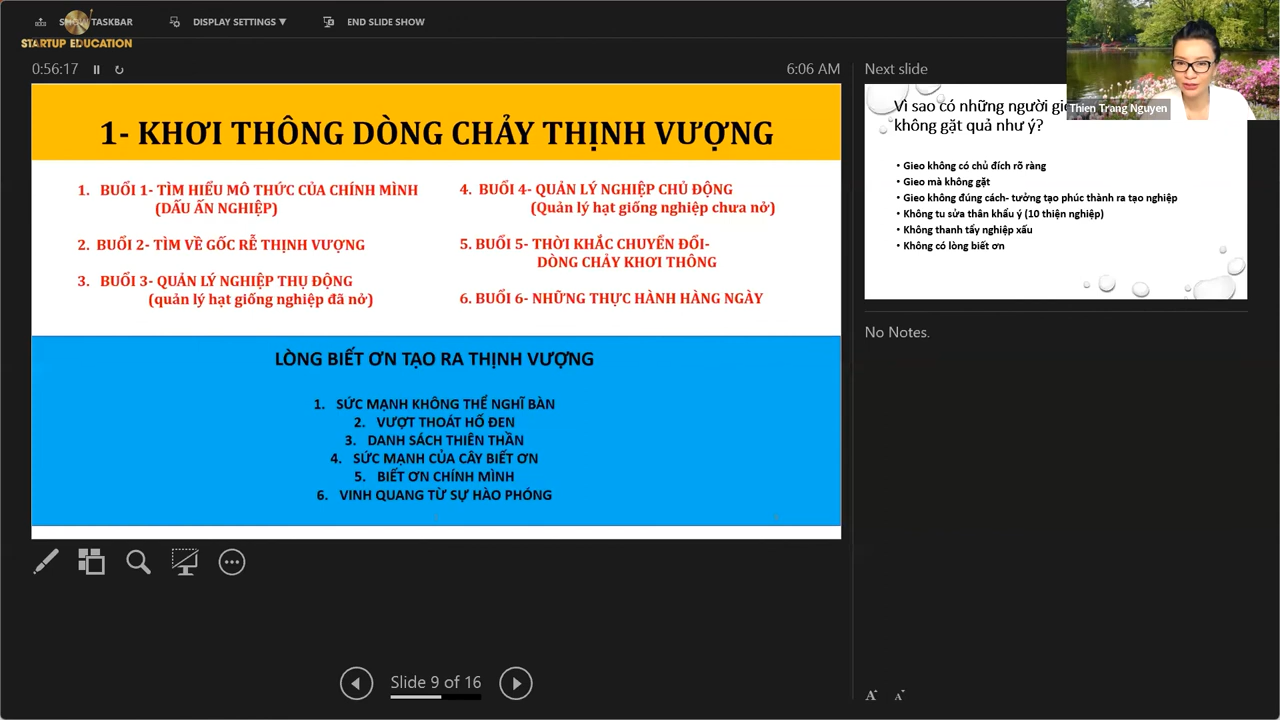 SHOW TASKBAR
DISPLAY SETTINGS ▼
END SLIDE SHOW
STARTUP EDUCATION
0:56:17
6:06 AM
1- KHƠI THÔNG DÒNG CHẢY THỊNH VƯỢNG
1. BUỔI 1- TÌM HIỂU MÔ THỨC CỦA CHÍNH MÌNH
(DẤU ẤN NGHIỆP)
2. BUỔI 2- TÌM VỀ GỐC RỄ THỊNH VƯỢNG
3. BUỔI 3- QUẢN LÝ NGHIỆP THỤ ĐỘNG
(quản lý hạt giống nghiệp đã nở)
4. BUỔI 4- QUẢN LÝ NGHIỆP CHỦ ĐỘNG
(Quản lý hạt giống nghiệp chưa nở)
5. BUỔI 5- THỜI KHẮC CHUYỂN ĐỔI-
DÒNG CHẢY KHƠI THÔNG
6. BUỔI 6- NHỮNG THỰC HÀNH HÀNG NGÀY
LÒNG BIẾT ƠN TẠO RA THỊNH VƯỢNG
1. SỨC MẠNH KHÔNG THỂ NGHĨ BÀN
2. VƯỢT THOÁT HỐ ĐEN
3. DANH SÁCH THIÊN THẦN
4. SỨC MẠNH CỦA CÂY BIẾT ƠN
5. BIẾT ƠN CHÍNH MÌNH
6. VINH QUANG TỪ SỰ HÀO PHÓNG
Slide 9 of 16
Next slide
Thien Trang Nguyen
Vì sao có những người
không gặt quả như ý?
• Gieo không có chủ đích rõ ràng
• Gieo mà không gặt
• Gieo không đúng cách- tưởng tạo phúc thành ra tạo nghiệp
• Không tu sửa thân khẩu ý (10 thiện nghiệp)
• Không thanh tẩy nghiệp xấu
• Không có lòng biết ơn
No Notes.